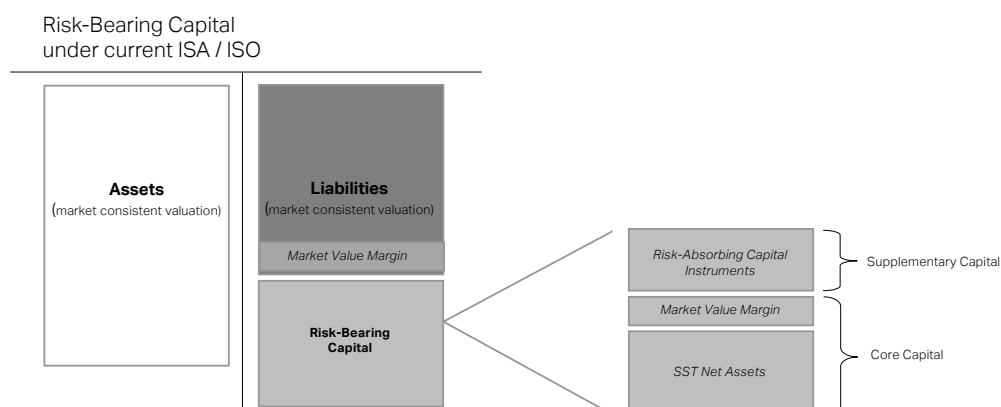 Risk-Bearing Capital
under current ISA / ISO
Assets
(market consistent valuation)
Liabilities
(market consistent valuation)
Market Value Margin
Risk-Bearing
Capital
Risk-Absorbing Capital
Instruments
Supplementary Capital
Market Value Margin
SST Net Assets
Core Capital